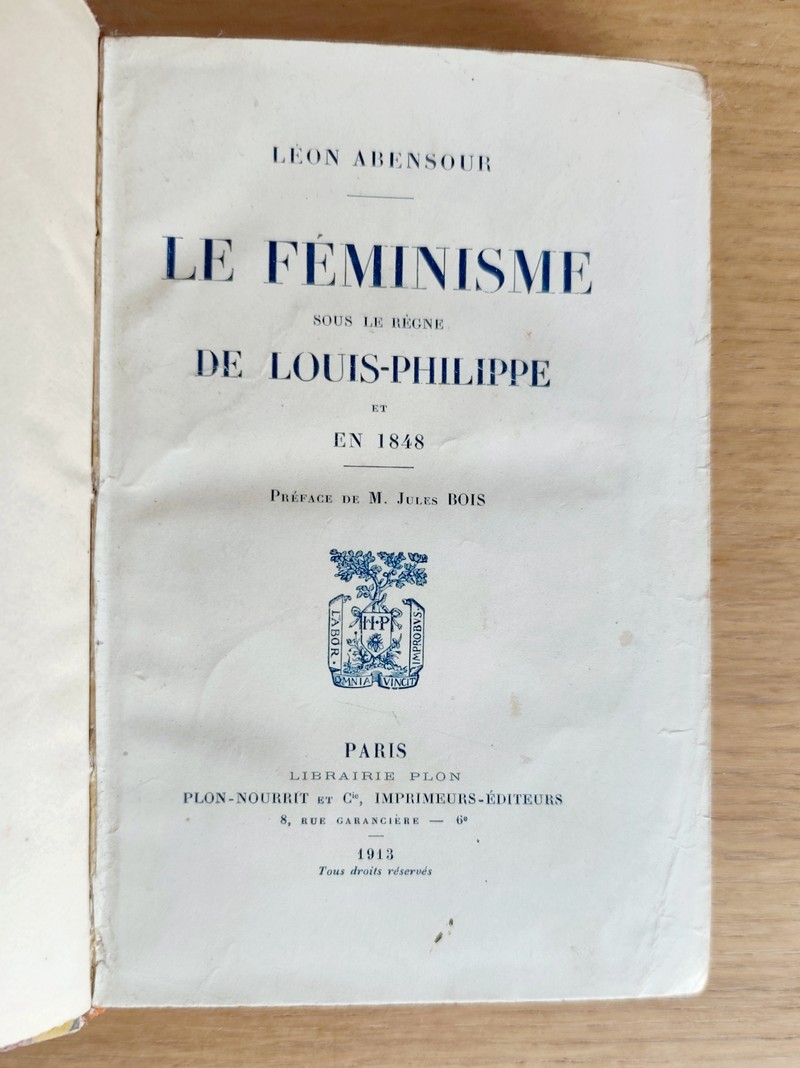 LÉON ABENSOUR
LE FÉMINISME
SOUS LE RÈGNE
DE LOUIS-PHILIPPE
ET
EN 1848
PRÉFACE DE M. JULES BOIS
LABOR
H·P
IMPROBVS
OMNIA VINCIT
PARIS
LIBRAIRIE PLON
PLON-NOURRIT ET Cie, IMPRIMEURS-ÉDITEURS
8, RUE GARANCIÈRE — 6e
1913
Tous droits réservés